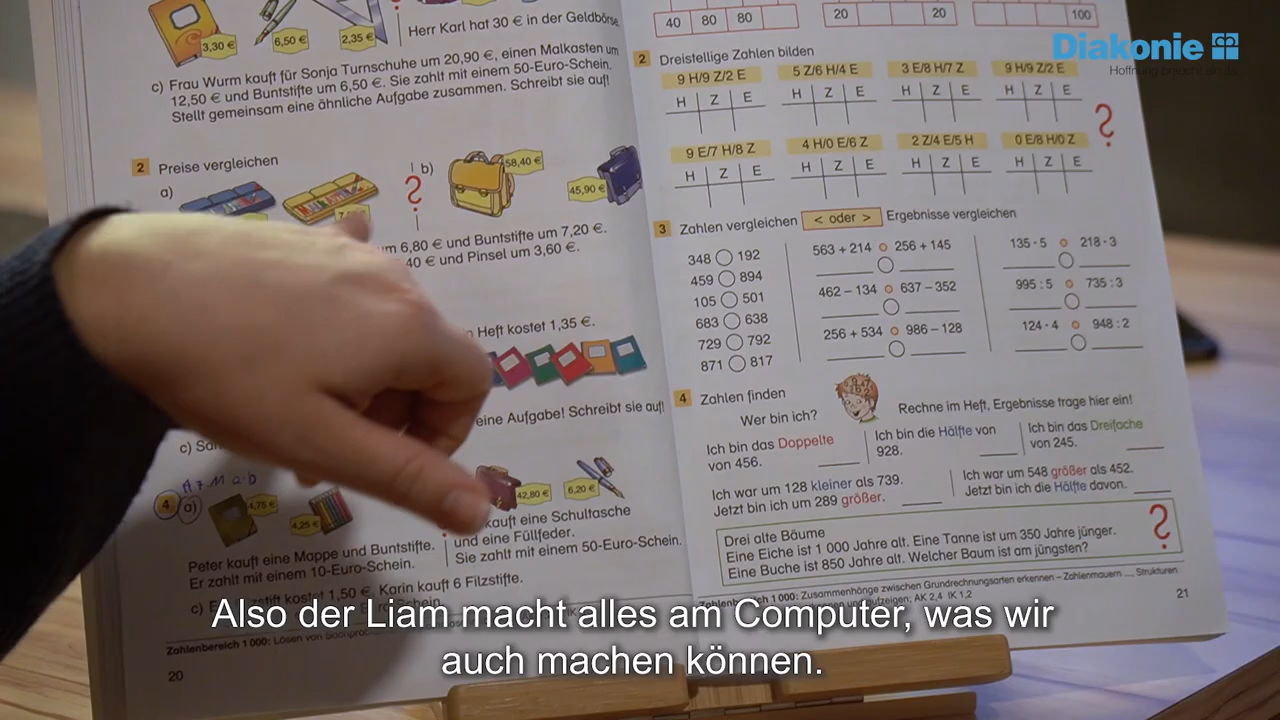 3,30 €
6,50 €
2,35 €
Herr Karl hat 30 € in der Geldbörse.
c) Frau Wurm kauft für Sonja Turnschuhe um 20,90 €, einen Malkasten um
12,50 € und Buntstifte um 6,50 €. Sie zahlt mit einem 50-Euro-Schein.
Stellt gemeinsam eine ähnliche Aufgabe zusammen. Schreibt sie auf!
2 Preise vergleichen
a)
b)
58,40 €
45,90 €
um 6,80 € und Buntstifte um 7,20 €.
40 € und Pinsel um 3,60 €.
Heft kostet 1,35 €.
eine Aufgabe! Schreibt sie auf!
c)
4 a)
4,75 €
4,25 €
42,80 €
6,20 €
Peter kauft eine Mappe und Buntstifte.
Er zahlt mit einem 10-Euro-Schein.
kauft eine Schultasche
und eine Füllfeder.
Sie zahlt mit einem 50-Euro-Schein.
c) kostet 1,50 €. Karin kauft 6 Filzstifte.
Zahlenbereich 1 000: Lösen von
20
40 80 80
20 20
100
2 Dreistellige Zahlen bilden
9 H/9 Z/2 E 5 Z/6 H/4 E 3 E/8 H/7 Z 9 H/9 Z/2 E
H Z E H Z E H Z E H Z E
9 E/7 H/8 Z 4 H/0 E/6 Z 2 Z/4 E/5 H 0 E/8 H/0 Z
H Z E H Z E H Z E H Z E
?
3 Zahlen vergleichen < oder > Ergebnisse vergleichen
348 192
459 894
105 501
683 638
729 792
871 817
563 + 214 256 + 145
462 – 134 637 – 352
256 + 534 986 – 128
135 · 5 218 · 3
995 : 5 735 : 3
124 · 4 948 : 2
4 Zahlen finden
Wer bin ich?
Rechne im Heft, Ergebnisse trage hier ein!
Ich bin das Doppelte
von 456.
Ich bin die Hälfte von
928.
Ich bin das Dreifache
von 245.
Ich war um 128 kleiner als 739.
Jetzt bin ich um 289 größer.
Ich war um 548 größer als 452.
Jetzt bin ich die Hälfte davon.
Drei alte Bäume
Eine Eiche ist 1 000 Jahre alt. Eine Tanne ist um 350 Jahre jünger.
Eine Buche ist 850 Jahre alt. Welcher Baum ist am jüngsten?
?
Zahlenbereich 1 000: Zusammenhänge zwischen Grundrechnungsarten erkennen – Zahlenmauern ..., Strukturen
aufzeigen; AK 2,4 IK 1,2
21
Diakonie
Hoffnung braucht ein Ja.
Also der Liam macht alles am Computer, was wir
auch machen können.